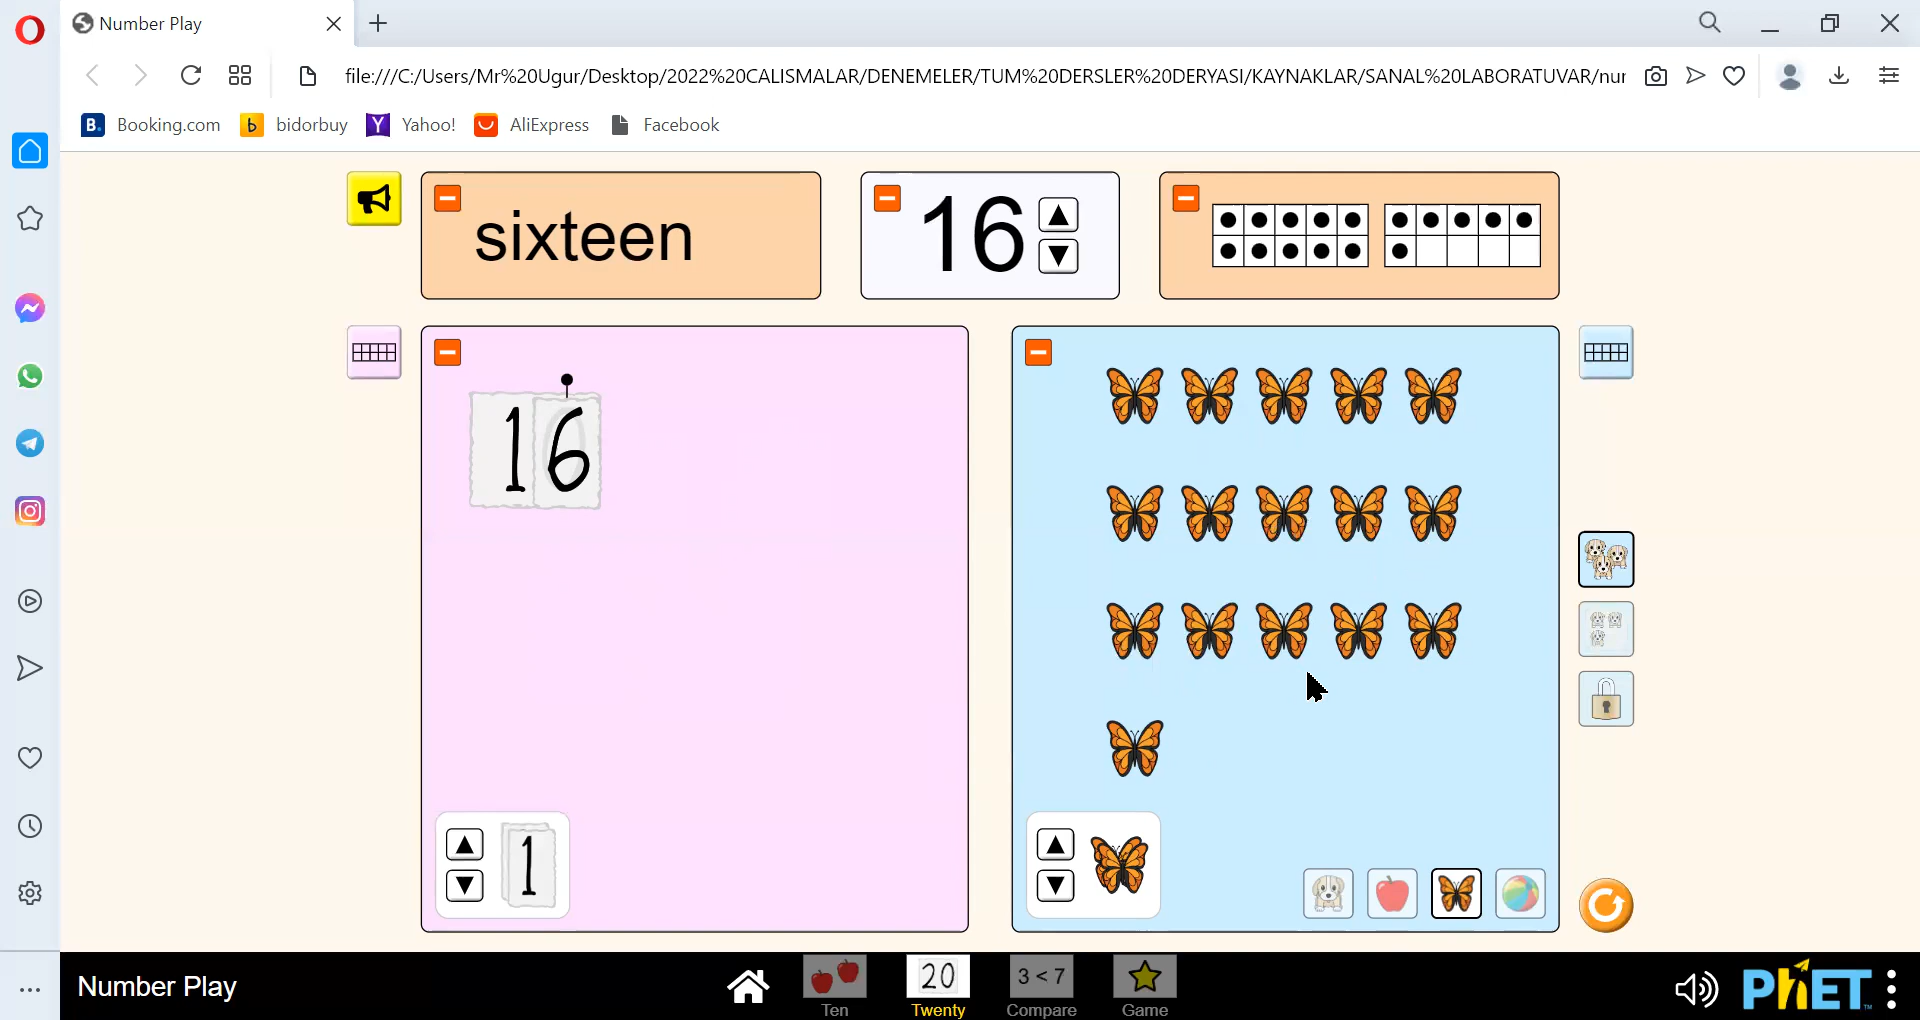 Number Play
file:///C:/Users/Mr%20Ugur/Desktop/2022%20CALISMALAR/DENEMELER/TUM%20DERSLER%20DERYASI/KAYNAKLAR/SANAL%20LABORATUVAR/nur
B. Booking.com b bidorbuy Y Yahoo! AliExpress Facebook
sixteen
16
16
1
Number Play
20
3 < 7
Ten
Twenty
Compare
Game
PhET